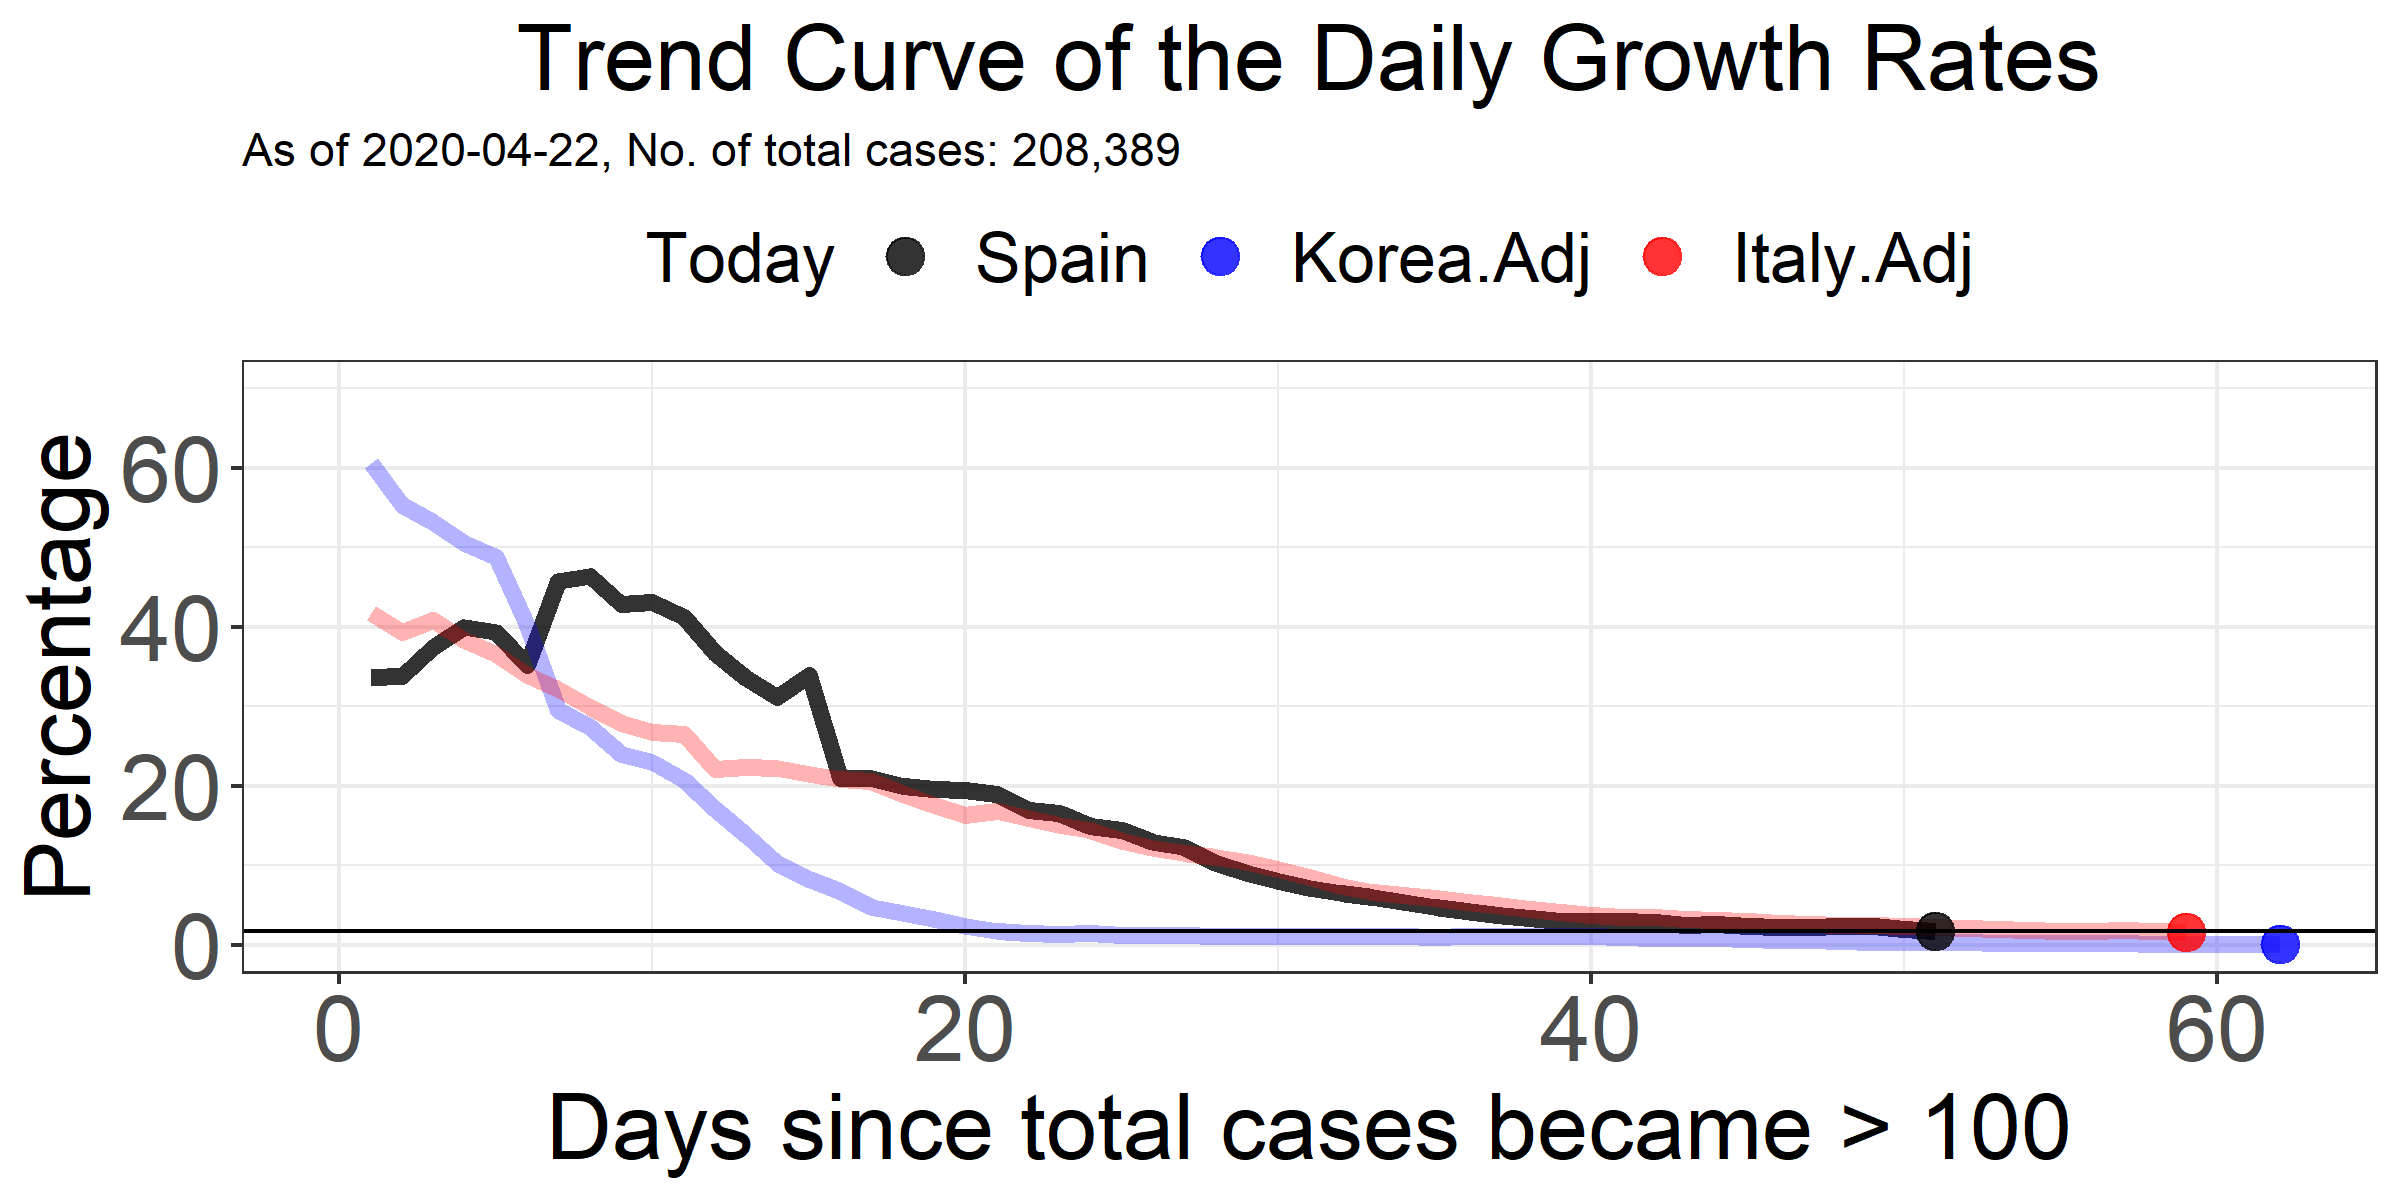 Trend Curve of the Daily Growth Rates
As of 2020-04-22, No. of total cases: 208,389
Today Spain Korea.Adj Italy.Adj
Percentage
60
40
20
0
0 20 40 60
Days since total cases became > 100